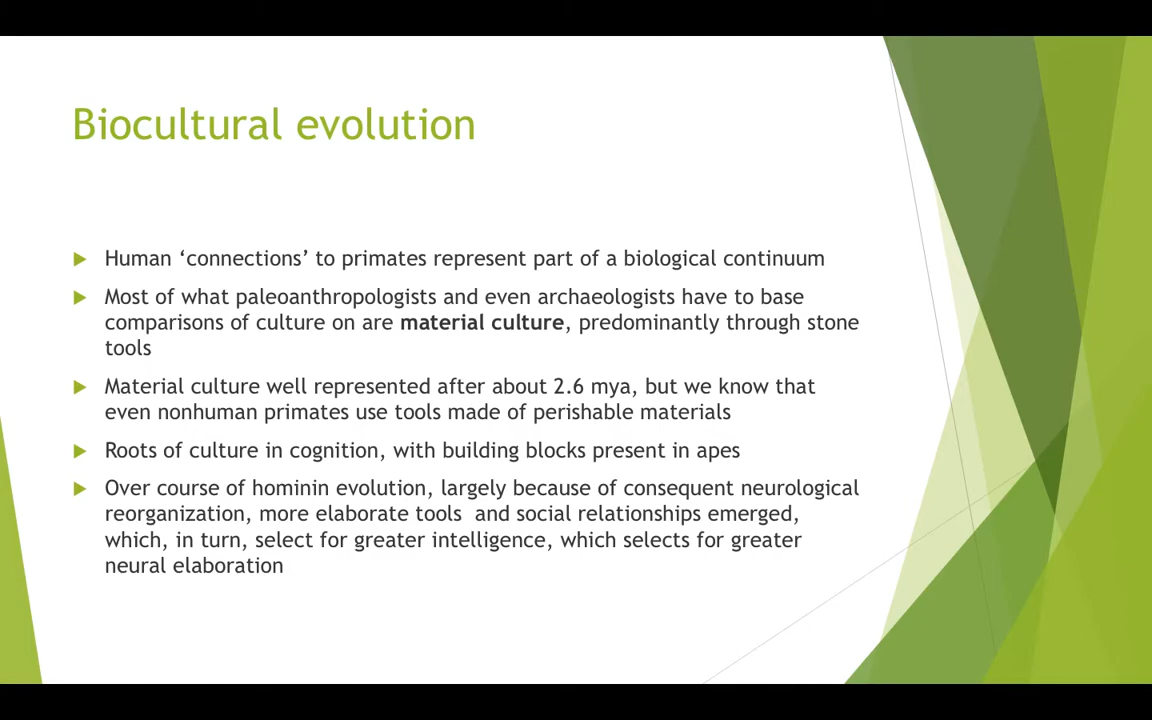 Biocultural evolution
Human ‘connections’ to primates represent part of a biological continuum
Most of what paleoanthropologists and even archaeologists have to base
comparisons of culture on are material culture, predominantly through stone
tools
Material culture well represented after about 2.6 mya, but we know that
even nonhuman primates use tools made of perishable materials
Roots of culture in cognition, with building blocks present in apes
Over course of hominin evolution, largely because of consequent neurological
reorganization, more elaborate tools  and social relationships emerged,
which, in turn, select for greater intelligence, which selects for greater
neural elaboration